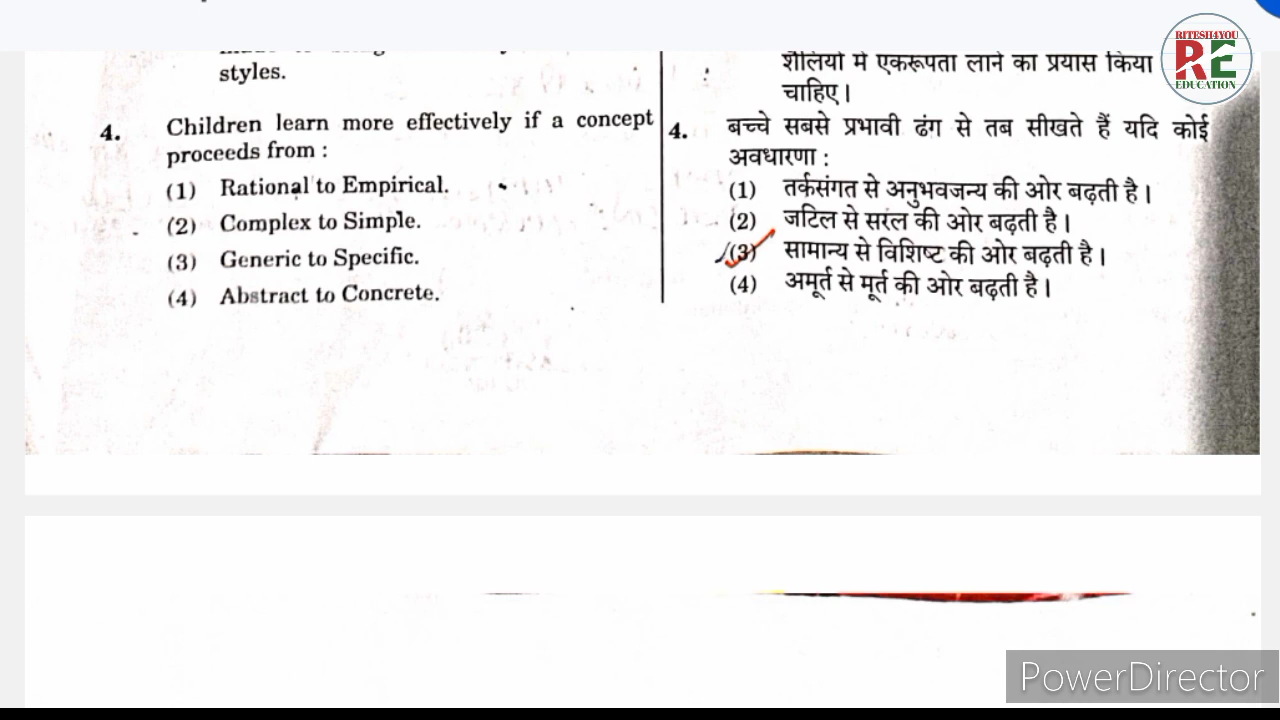 styles.
4. Children learn more effectively if a concept
proceeds from :
(1) Rational to Empirical.
(2) Complex to Simple.
(3) Generic to Specific.
(4) Abstract to Concrete.
शैलियों में एकरूपता लाने का प्रयास किया
चाहिए।
4. बच्चे सबसे प्रभावी ढंग से तब सीखते हैं यदि कोई
अवधारणा :
(1) तर्कसंगत से अनुभवजन्य की ओर बढ़ती है।
(2) जटिल से सरल की ओर बढ़ती है।
(3) सामान्य से विशिष्ट की ओर बढ़ती है।
(4) अमूर्त से मूर्त की ओर बढ़ती है।
RITESH4YOU
RE
EDUCATION
PowerDirector